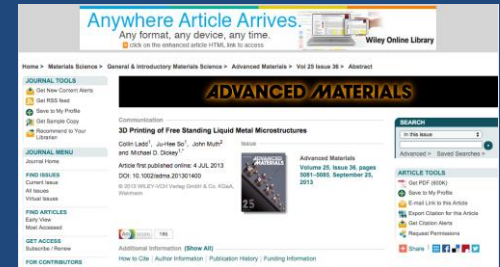 Anywhere Article Arrives.
Any format, any device, any time.
click on the enhanced article HTML link to access
Wiley Online Library
Home > Materials Science > General & Introductory Materials Science > Advanced Materials > Vol 25 Issue 36 > Abstract
JOURNAL TOOLS
Get New Content Alerts
Get RSS feed
Save to My Profile
Get Sample Copy
Recommend to Your Librarian
JOURNAL MENU
Journal Home
FIND ISSUES
Current Issue
All Issues
Virtual Issues
FIND ARTICLES
Early View
Most Accessed
GET ACCESS
Subscribe / Renew
FOR CONTRIBUTORS
ADVANCED MATERIALS
Communication
3D Printing of Free Standing Liquid Metal Microstructures
Collin Ladd1, Ju-Hee So1, John Muth2
and Michael D. Dickey1,*
Article first published online: 4 JUL 2013
DOI: 10.1002/adma.201301400
© 2013 WILEY-VCH Verlag GmbH & Co. KGaA,
Weinheim
Issue
ADVANCED MATERIALS
25
Advanced Materials
Volume 25, Issue 36, pages
5081–5085, September 25,
2013
Additional Information (Show All)
How to Cite | Author Information | Publication History | Funding Information
SEARCH
In this issue
Advanced > Saved Searches >
ARTICLE TOOLS
Get PDF (600K)
Save to My Profile
E-mail Link to this Article
Export Citation for this Article
Get Citation Alerts
Request Permissions
Share